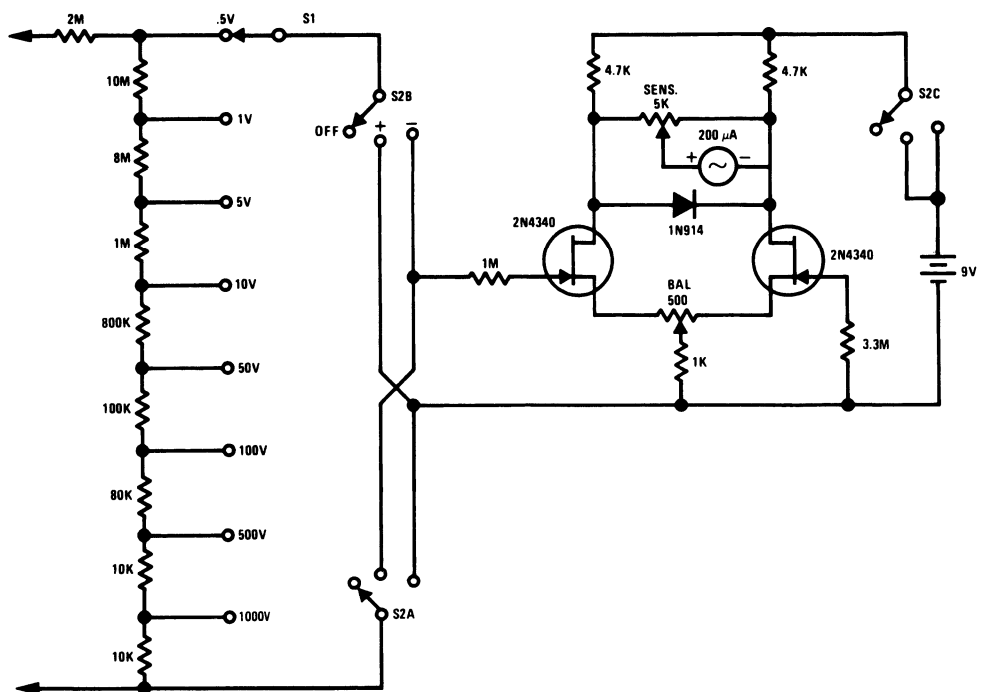 2M
.5V
S1
10M
1V
8M
5V
1M
10V
800K
50V
100K
100V
80K
500V
10K
1000V
10K
S2B
OFF
+
−
S2A
1M
2N4340
4.7K
4.7K
SENS.
5K
200 μA
+
−
1N914
2N4340
BAL
500
1K
3.3M
S2C
9V